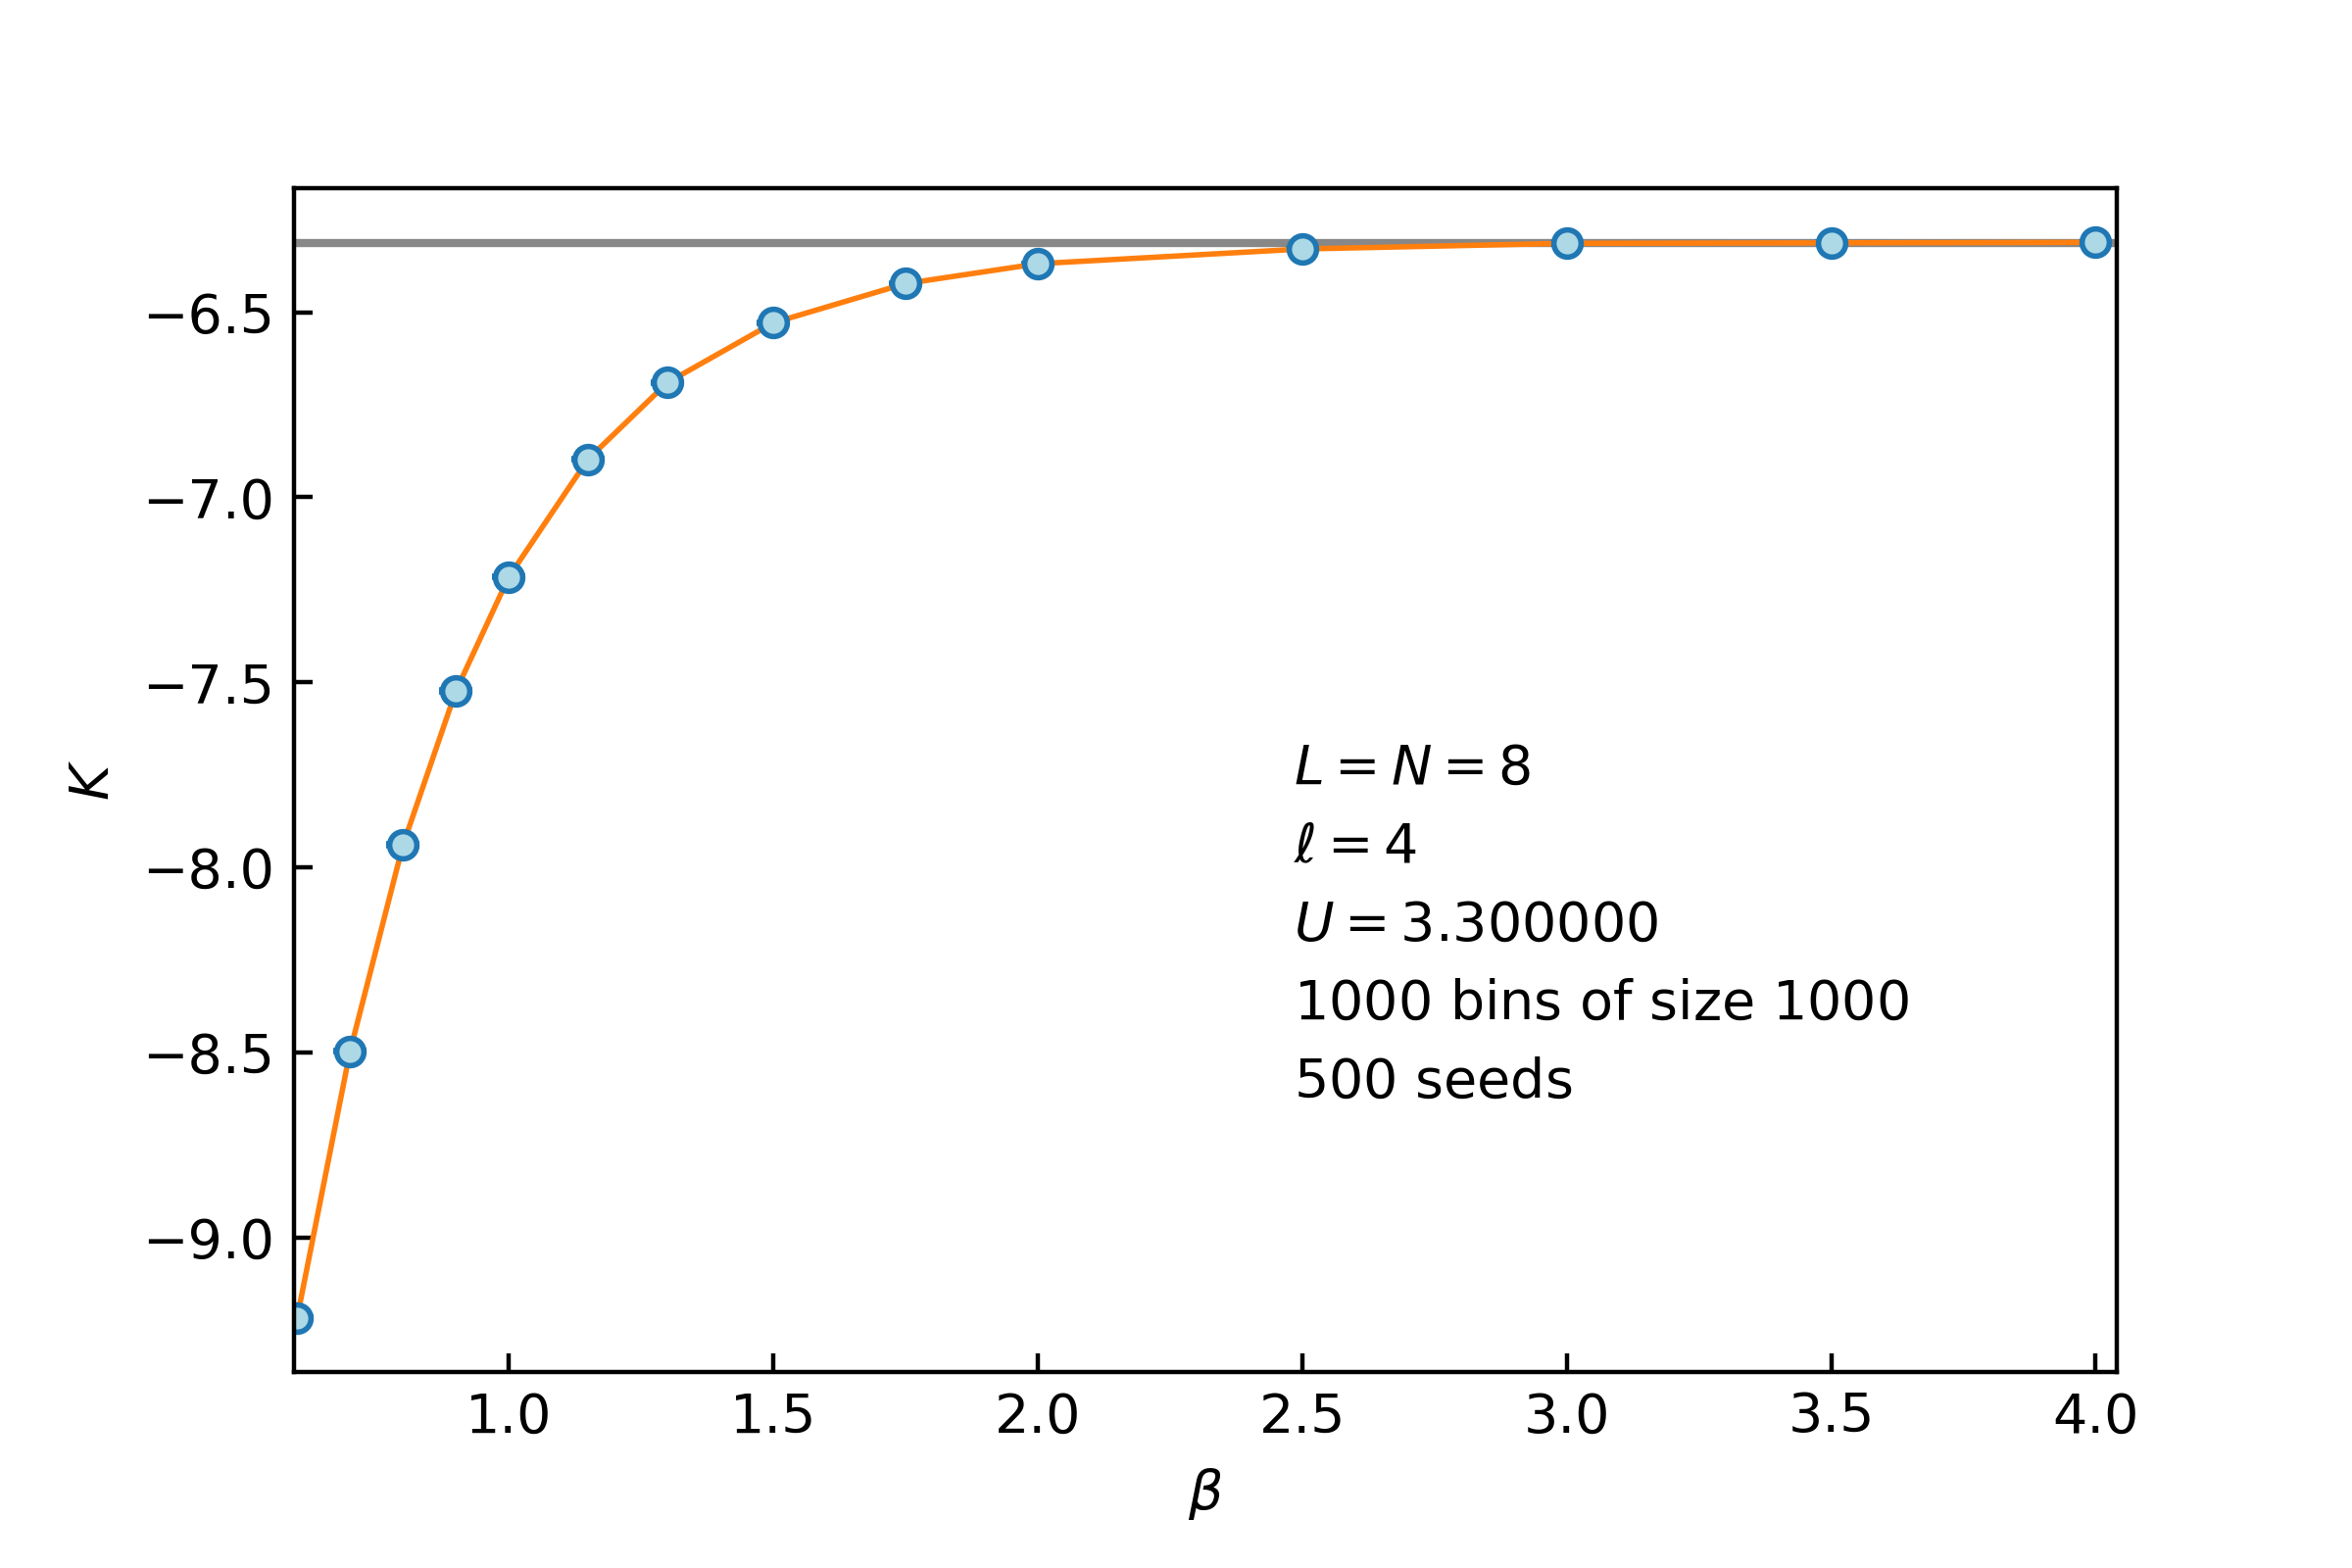 −6.5
−7.0
−7.5
−8.0
−8.5
−9.0
K
L = N = 8
ℓ = 4
U = 3.300000
1000 bins of size 1000
500 seeds
1.0 1.5 2.0 2.5 3.0 3.5 4.0
β